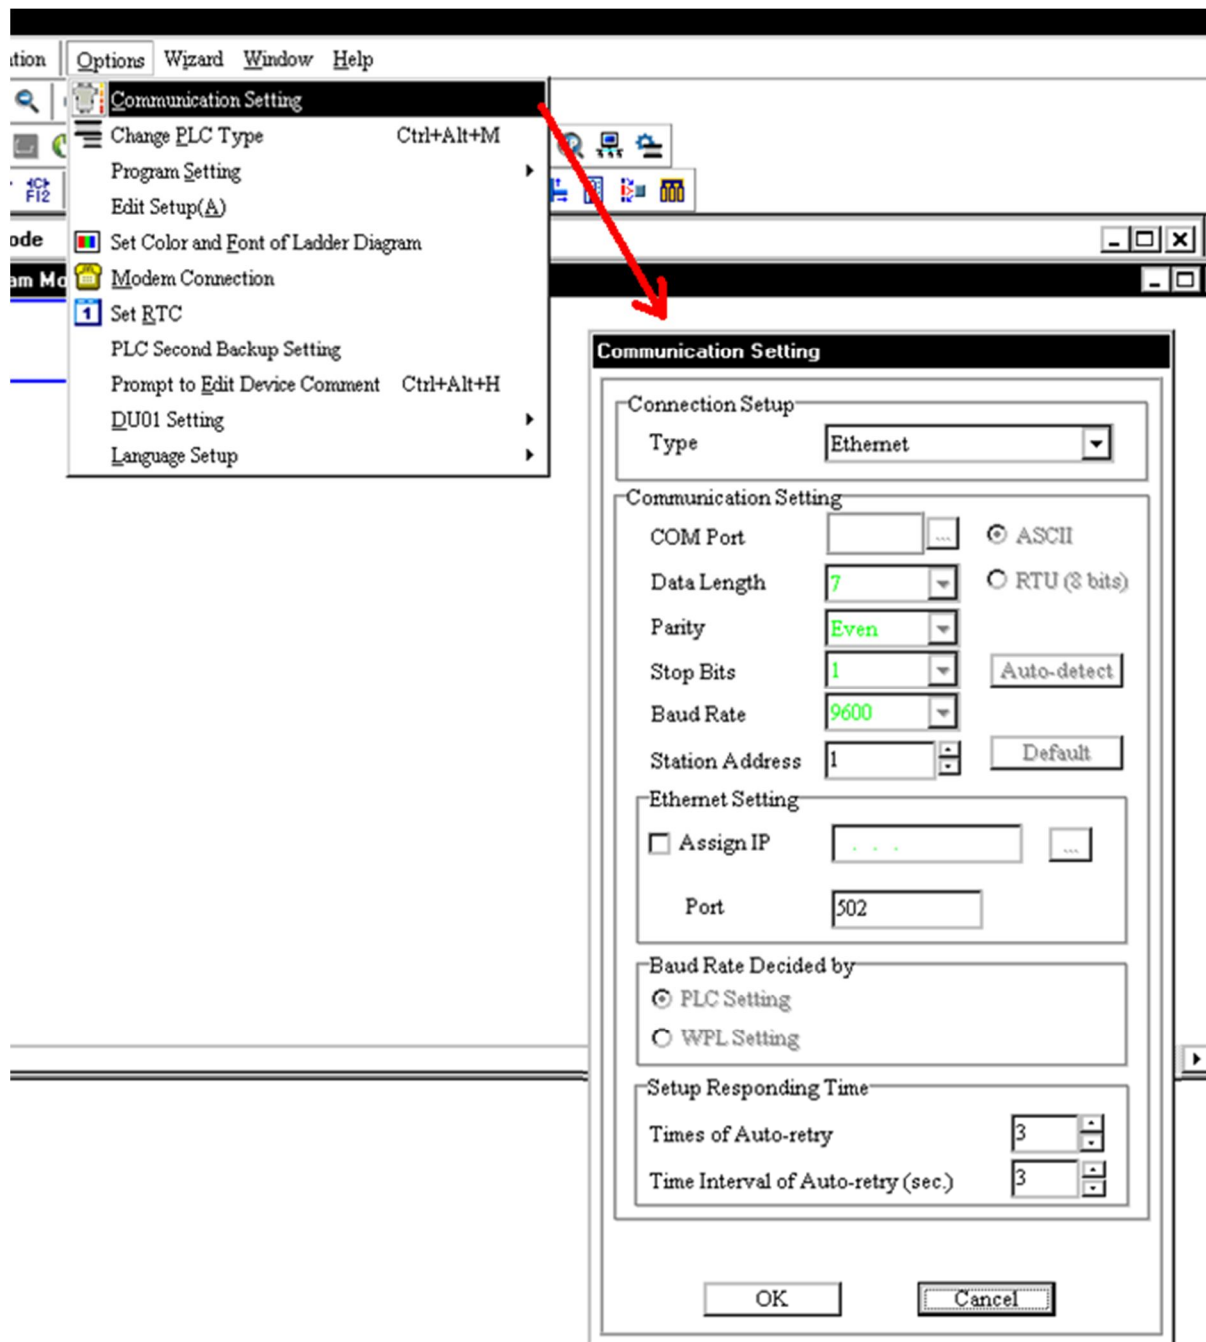 tion Options Wizard Window Help
Communication Setting
Change PLC Type Ctrl+Alt+M
Program Setting
F12
Edit Setup(A)
ode
Set Color and Font of Ladder Diagram
am Mo
Modem Connection
1 Set RTC
PLC Second Backup Setting
Prompt to Edit Device Comment Ctrl+Alt+H
DU01 Setting
Language Setup
Communication Setting
Connection Setup
Type Ethernet
Communication Setting
COM Port ... ASCII
Data Length 7 RTU (8 bits)
Parity Even
Stop Bits 1 Auto-detect
Baud Rate 9600
Station Address 1 Default
Ethernet Setting
Assign IP . . . ...
Port 502
Baud Rate Decided by
PLC Setting
WPL Setting
Setup Responding Time
Times of Auto-retry 3
Time Interval of Auto-retry (sec.) 3
OK Cancel